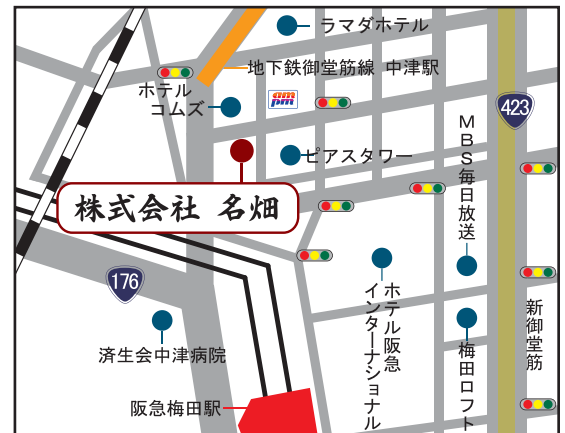 ラマダホテル
地下鉄御堂筋線 中津駅
ホテル
コムズ
am
pm
423
ピアスタワー
MBS毎日放送
株式会社 名畑
176
ホテル阪急
インターナショナル
新御堂筋
済生会中津病院
梅田ロフト
阪急梅田駅